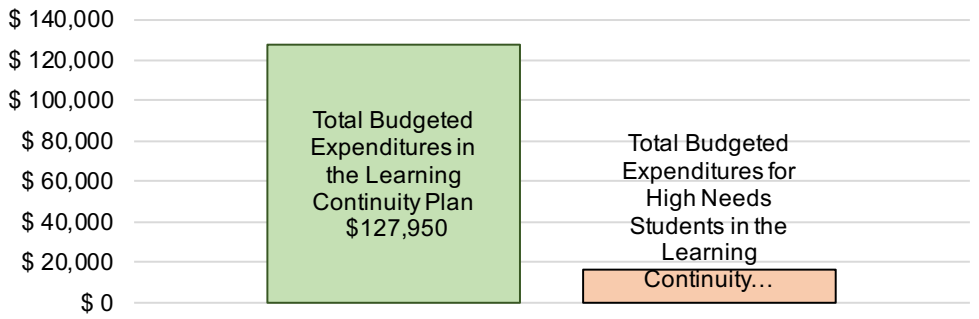 $ 140,000
$ 120,000
$ 100,000
$ 80,000
$ 60,000
$ 40,000
$ 20,000
$ 0
Total Budgeted
Expenditures in
the Learning
Continuity Plan
$127,950
Total Budgeted
Expenditures for
High Needs
Students in the
Learning
Continuity…